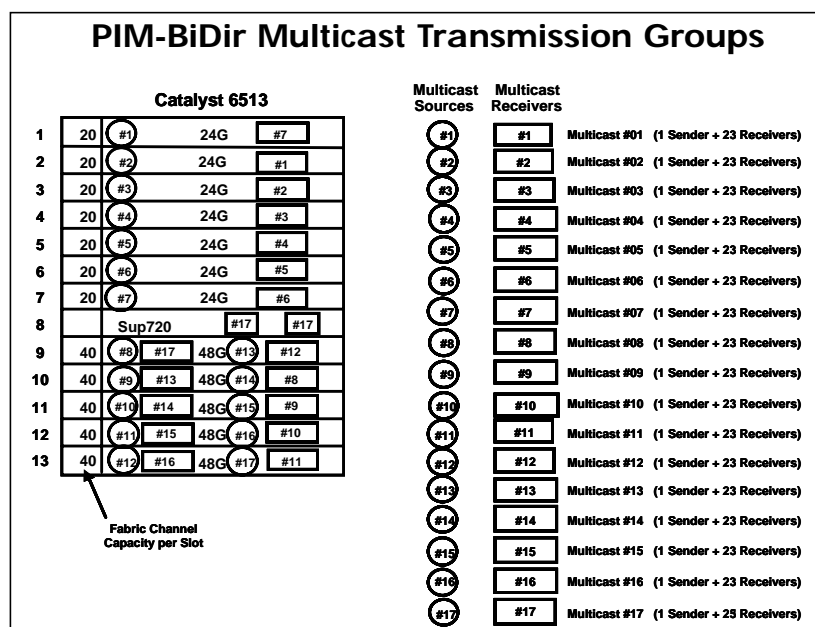 PIM-BiDir Multicast Transmission Groups
Catalyst 6513
1 20 #1 24G #7
2 20 #2 24G #1
3 20 #3 24G #2
4 20 #4 24G #3
5 20 #5 24G #4
6 20 #6 24G #5
7 20 #7 24G #6
8 Sup720 #17 #17
9 40 #8 #17 48G #13 #12
10 40 #9 #13 48G #14 #8
11 40 #10 #14 48G #15 #9
12 40 #11 #15 48G #16 #10
13 40 #12 #16 48G #17 #11
Fabric Channel
Capacity per Slot
Multicast Multicast
Sources Receivers
#1 #1 Multicast #01 (1 Sender + 23 Receivers)
#2 #2 Multicast #02 (1 Sender + 23 Receivers)
#3 #3 Multicast #03 (1 Sender + 23 Receivers)
#4 #4 Multicast #04 (1 Sender + 23 Receivers)
#5 #5 Multicast #05 (1 Sender + 23 Receivers)
#6 #6 Multicast #06 (1 Sender + 23 Receivers)
#7 #7 Multicast #07 (1 Sender + 23 Receivers)
#8 #8 Multicast #08 (1 Sender + 23 Receivers)
#9 #9 Multicast #09 (1 Sender + 23 Receivers)
#10 #10 Multicast #10 (1 Sender + 23 Receivers)
#11 #11 Multicast #11 (1 Sender + 23 Receivers)
#12 #12 Multicast #12 (1 Sender + 23 Receivers)
#13 #13 Multicast #13 (1 Sender + 23 Receivers)
#14 #14 Multicast #14 (1 Sender + 23 Receivers)
#15 #15 Multicast #15 (1 Sender + 23 Receivers)
#16 #16 Multicast #16 (1 Sender + 23 Receivers)
#17 #17 Multicast #17 (1 Sender + 25 Receivers)